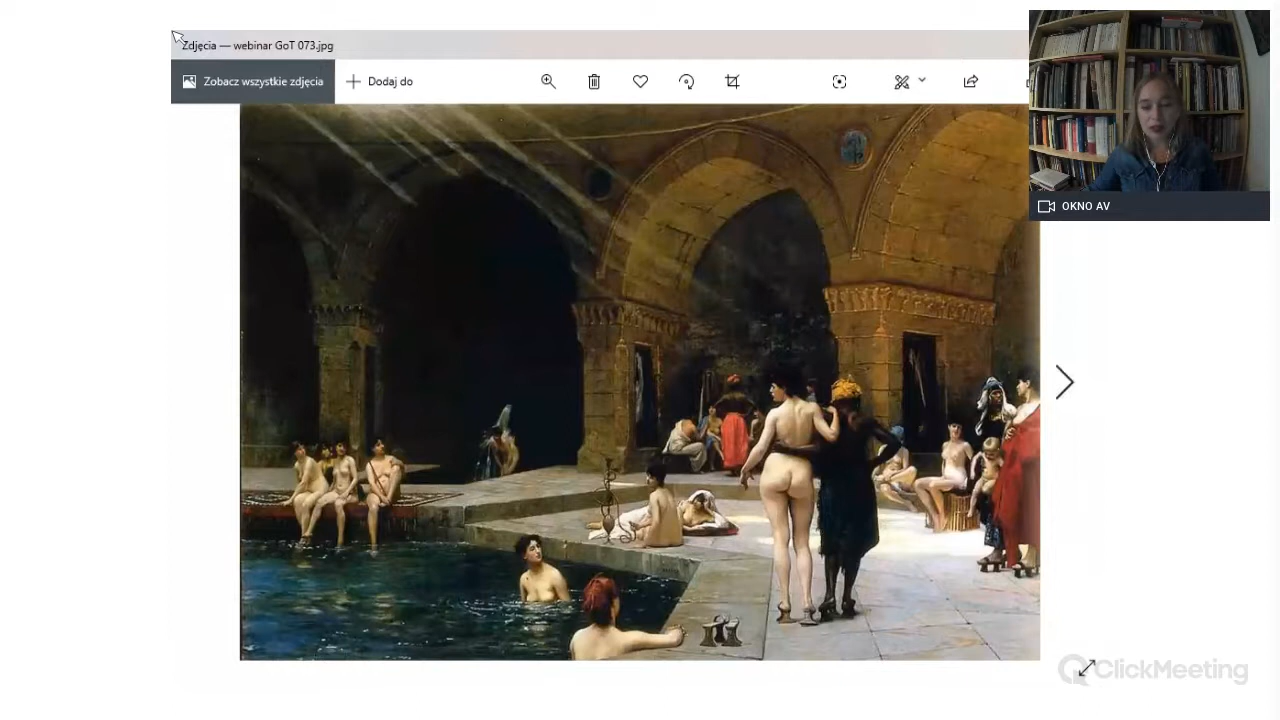 Zdjęcia — webinar GoT 073.jpg
Zobacz wszystkie zdjęcia
Dodaj do
OKNO AV
ClickMeeting